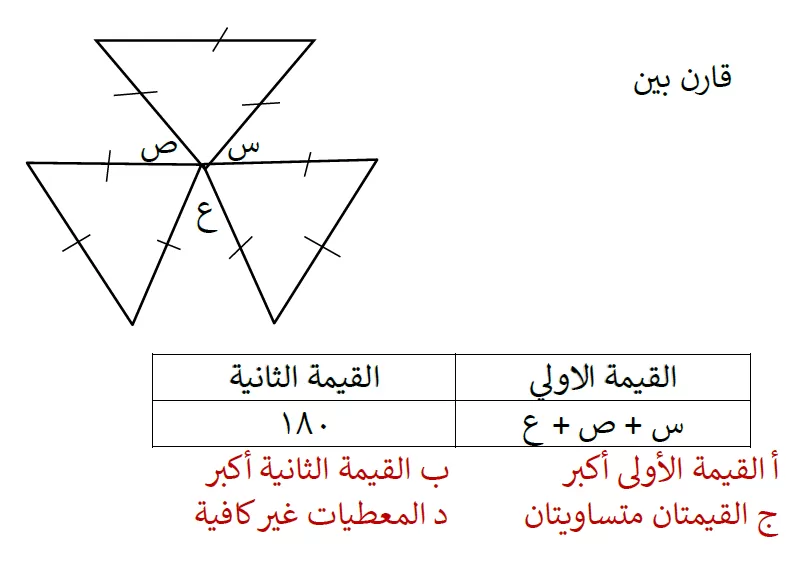 قارن بين
ص
س
ع
القيمة الاولي
القيمة الثانية
س + ص + ع
١٨٠
أ القيمة الأولى أكبر
ب القيمة الثانية أكبر
ج القيمتان متساويتان
د المعطيات غير كافية